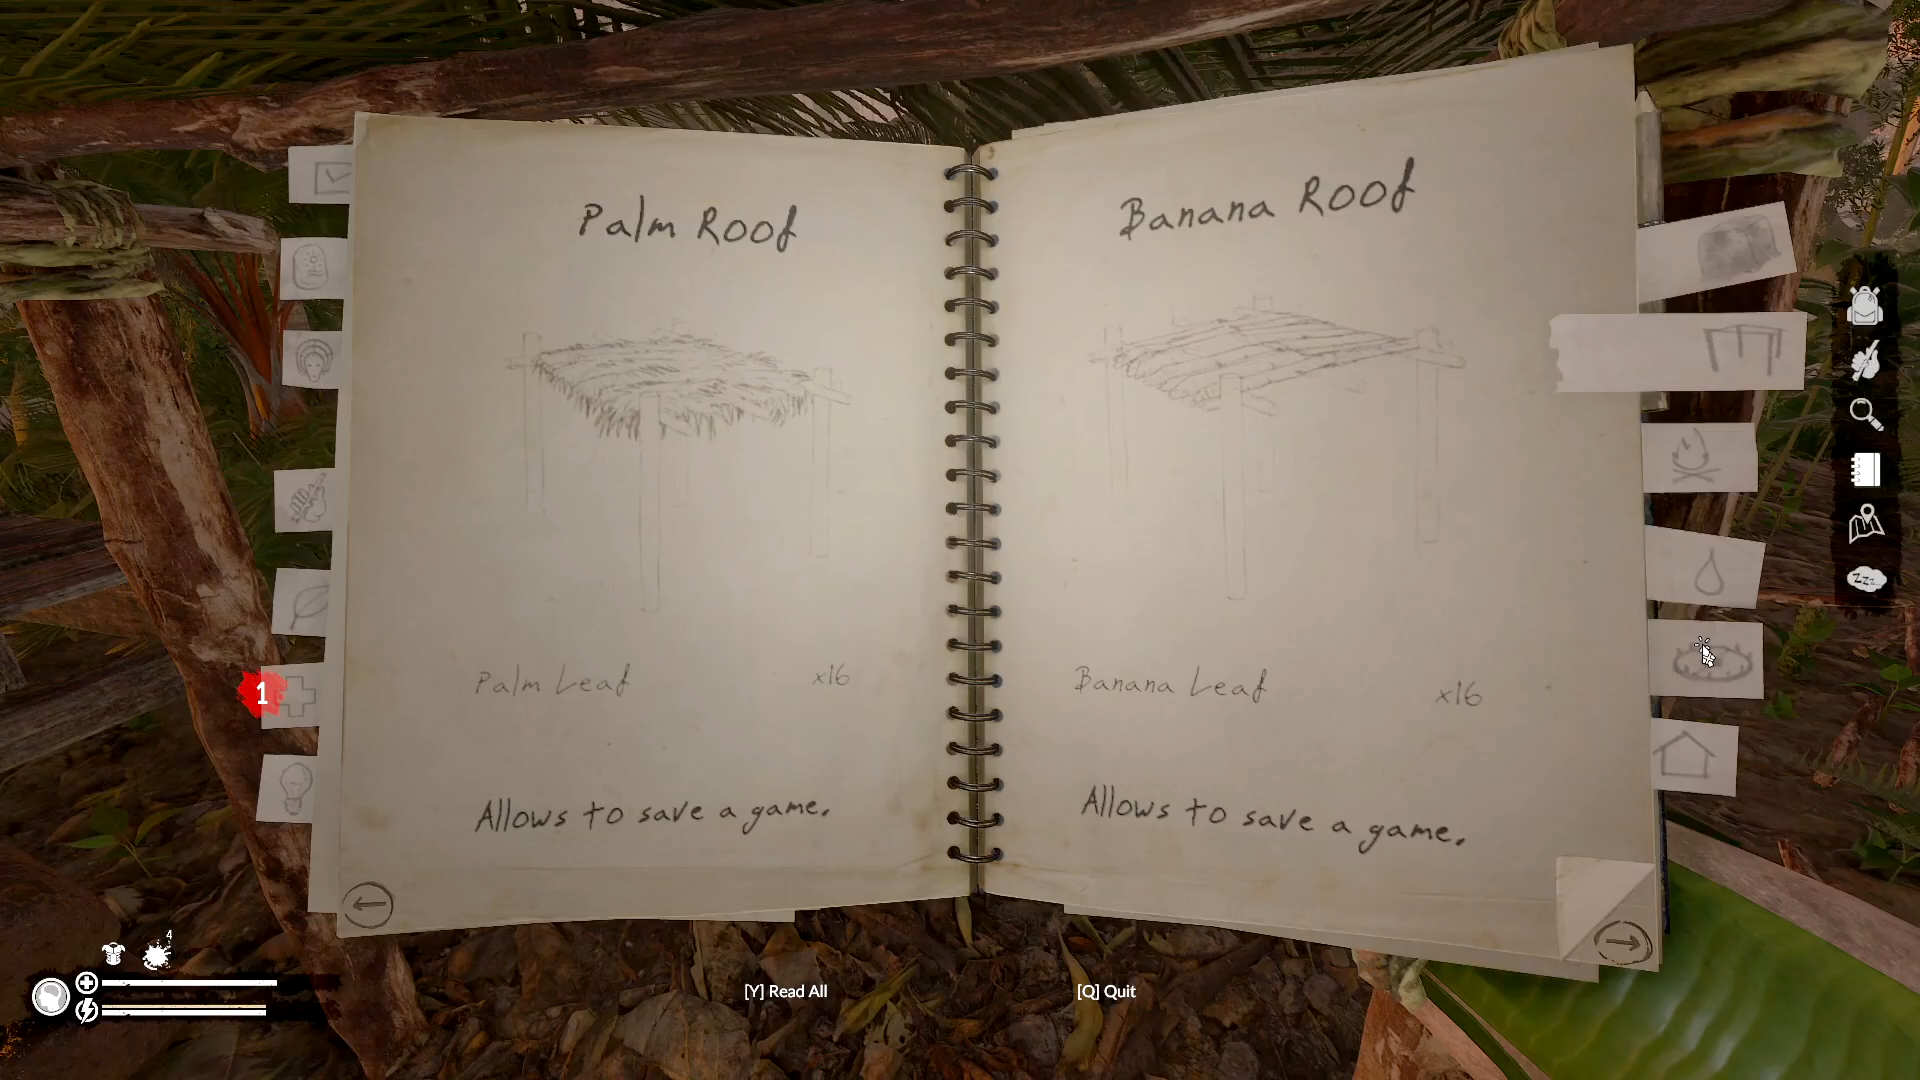 Palm Roof
Palm Leaf x16
Allows to save a game.
Banana Roof
Banana Leaf x16
Allows to save a game.
1
zzz..
4
[Y] Read All
[Q] Quit